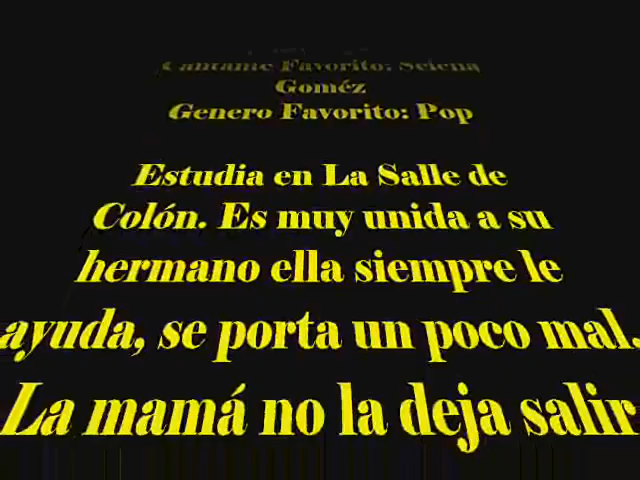 Cantante Favorito: Selena
Goméz
Genero Favorito: Pop
Estudia en La Salle de
Colón. Es muy unida a su
hermano ella siempre le
ayuda, se porta un poco mal.
La mamá no la deja salir